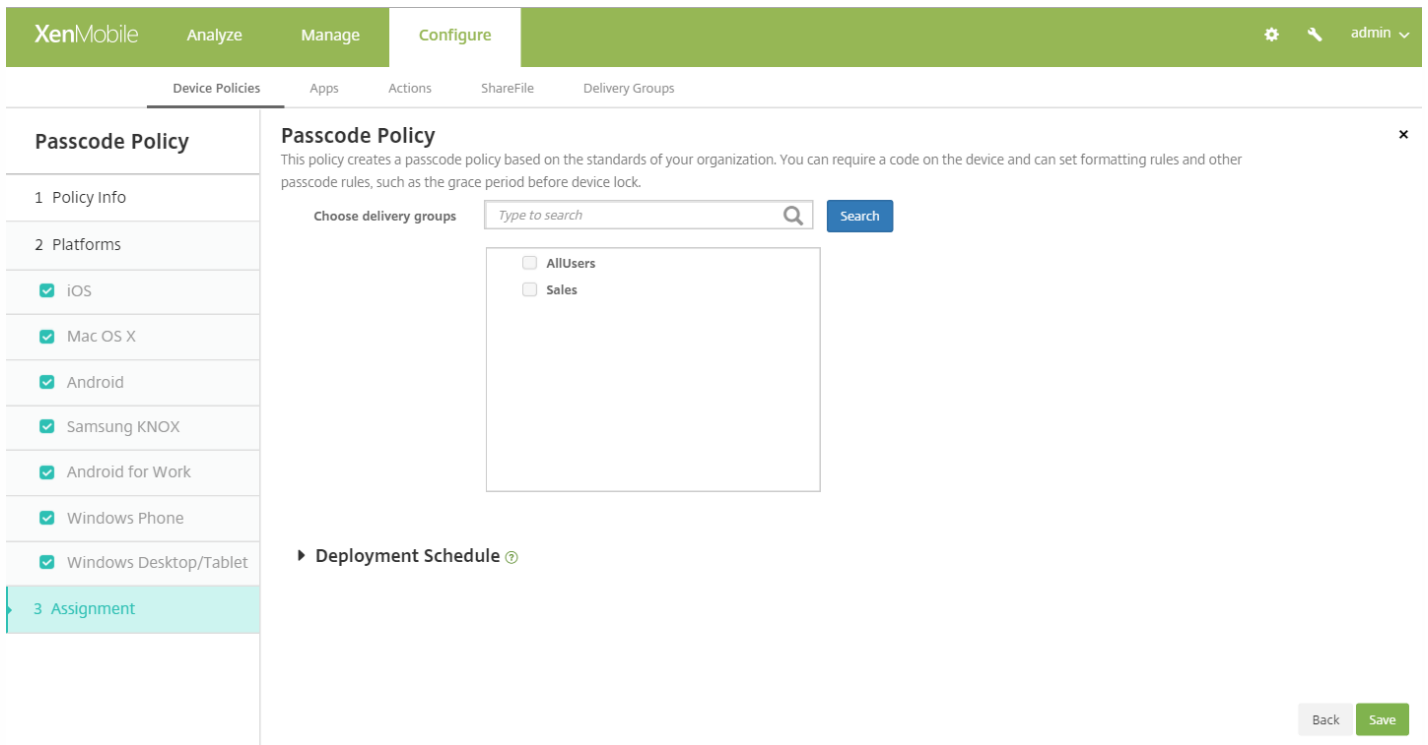 XenMobile Analyze Manage Configure admin
Device Policies Apps Actions ShareFile Delivery Groups
Passcode Policy
1 Policy Info
2 Platforms
iOS
Mac OS X
Android
Samsung KNOX
Android for Work
Windows Phone
Windows Desktop/Tablet
3 Assignment
Passcode Policy
This policy creates a passcode policy based on the standards of your organization. You can require a code on the device and can set formatting rules and other
passcode rules, such as the grace period before device lock.
Choose delivery groups Type to search Search
AllUsers
Sales
Deployment Schedule ?
Back Save